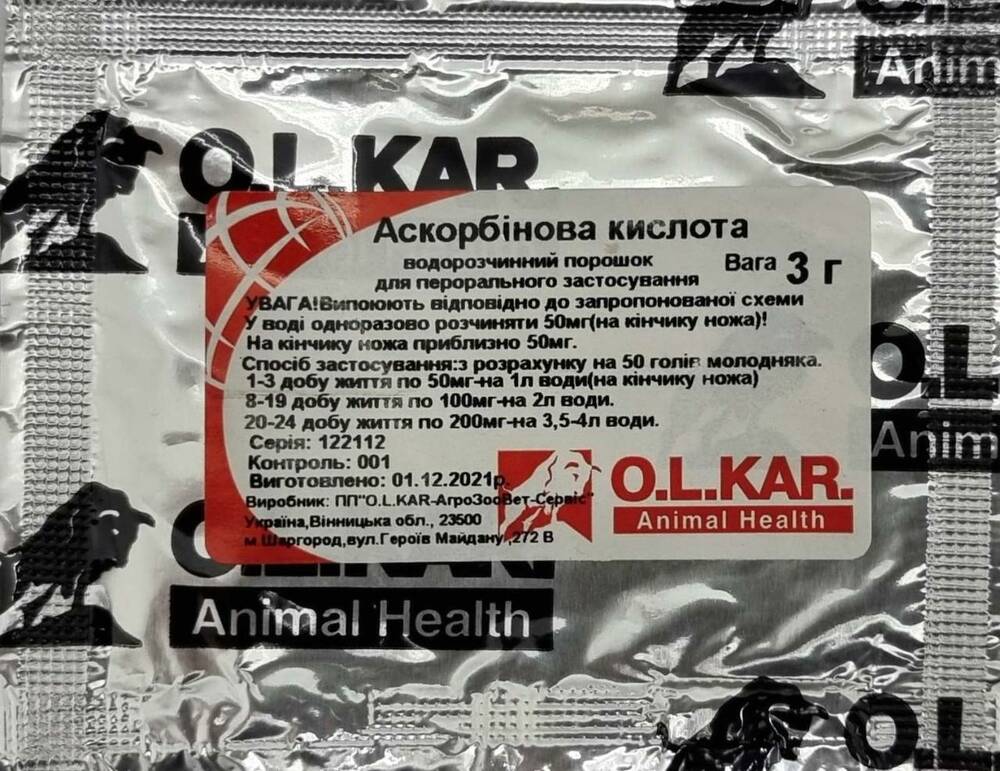 O.L.
Anim
O.L.KAR.
Аскорбінова кислота
водорозчинний порошок
для перорального застосування
Вага 3 г
УВАГА!Випоюють відповідно до запропонованої схеми
У воді одноразово розчиняти 50мг(на кінчику ножа)!
На кінчику ножа приблизно 50мг.
Спосіб застосування:з розрахунку на 50 голів молодняка.
1-3 добу життя по 50мг-на 1л води(на кінчику ножа)
8-19 добу життя по 100мг-на 2л води.
20-24 добу життя по 200мг-на 3,5-4л води.
Серія: 122112
Контроль: 001
Виготовлено: 01.12.2021р.
Виробник: ПП"O.L.KAR-АгроЗооВет-Сервіс"
Україна,Вінницька обл., 23500
м.Шаргород,вул.Героїв Майдану,272 В
O.L.KAR.
Animal Health
O.L
Anim
Animal Health
O.L